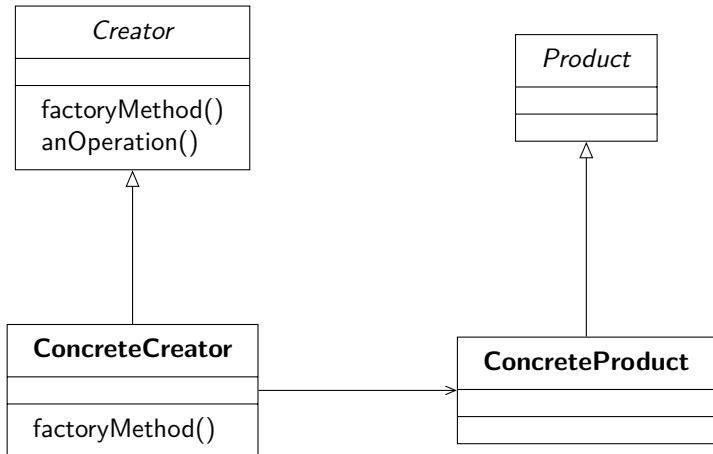 Creator
factoryMethod()
anOperation()
Product
ConcreteCreator
factoryMethod()
ConcreteProduct